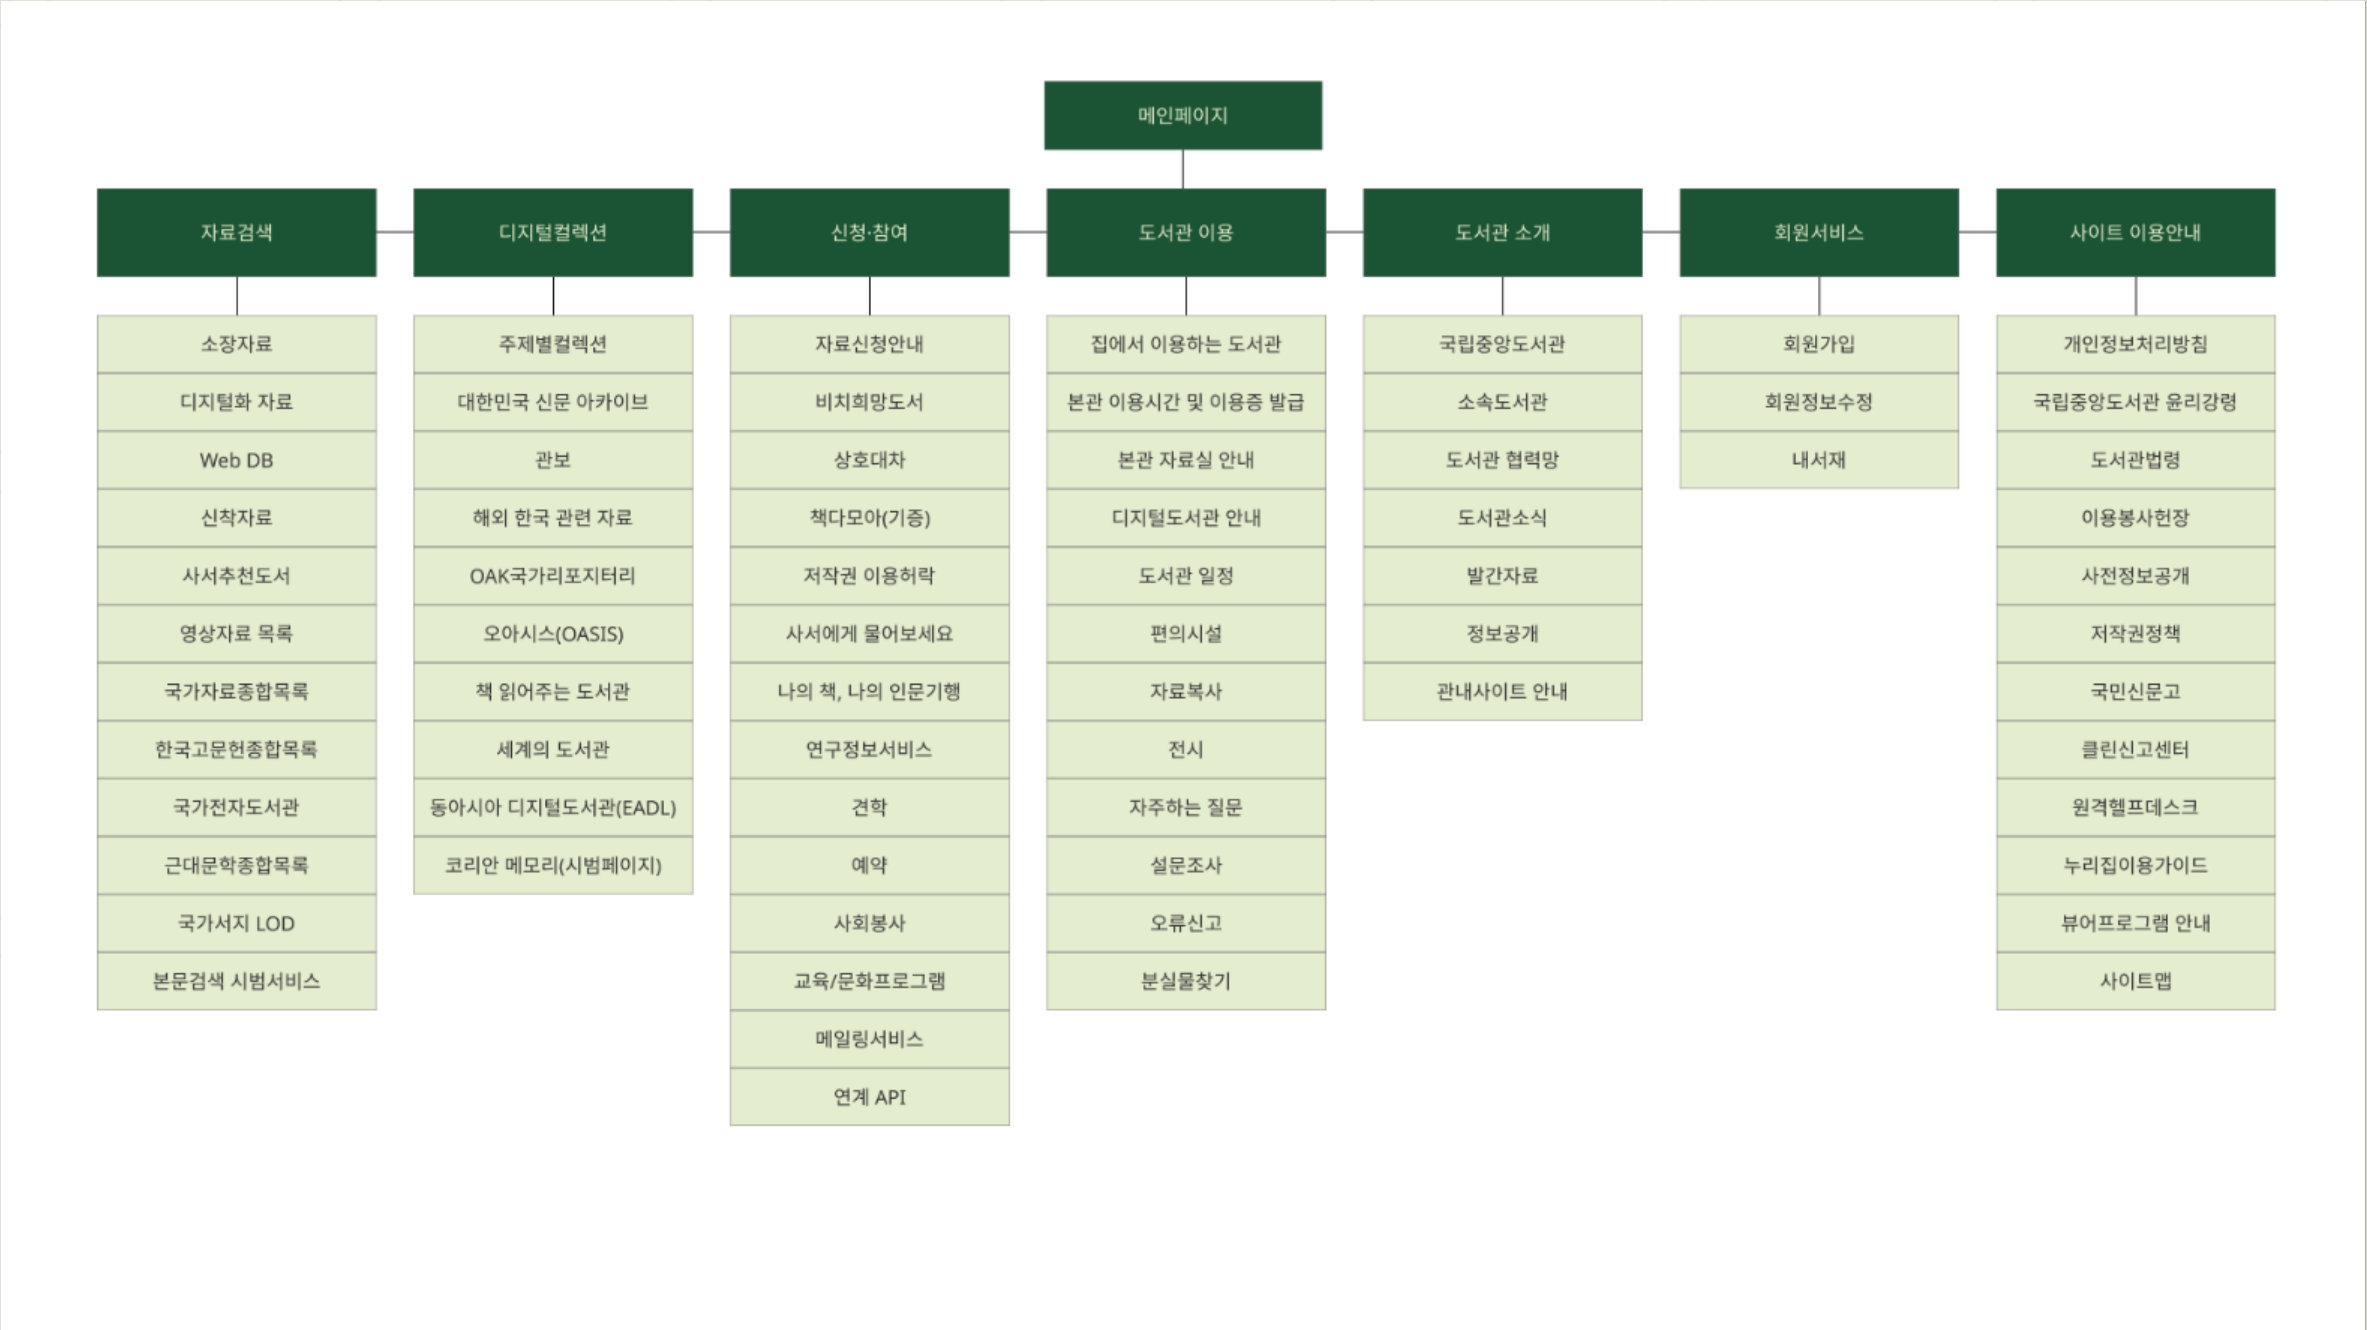 메인페이지
자료검색
디지털컬렉션
신청·참여
도서관 이용
도서관 소개
회원서비스
사이트 이용안내
소장자료
디지털화 자료
Web DB
신착자료
사서추천도서
영상자료 목록
국가자료종합목록
한국고문헌종합목록
국가전자도서관
근대문학종합목록
국가서지 LOD
본문검색 시범서비스
주제별컬렉션
대한민국 신문 아카이브
관보
해외 한국 관련 자료
OAK국가리포지터리
오아시스(OASIS)
책 읽어주는 도서관
세계의 도서관
동아시아 디지털도서관(EADL)
코리안 메모리(시범페이지)
자료신청안내
비치희망도서
상호대차
책다모아(기증)
저작권 이용허락
사서에게 물어보세요
나의 책, 나의 인문기행
연구정보서비스
견학
예약
사회봉사
교육/문화프로그램
메일링서비스
연계 API
집에서 이용하는 도서관
본관 이용시간 및 이용증 발급
본관 자료실 안내
디지털도서관 안내
도서관 일정
편의시설
자료복사
전시
자주하는 질문
설문조사
오류신고
분실물찾기
국립중앙도서관
소속도서관
도서관 협력망
도서관소식
발간자료
정보공개
관내사이트 안내
회원가입
회원정보수정
내서재
개인정보처리방침
국립중앙도서관 윤리강령
도서관법령
이용봉사헌장
사전정보공개
저작권정책
국민신문고
클린신고센터
원격헬프데스크
누리집이용가이드
뷰어프로그램 안내
사이트맵